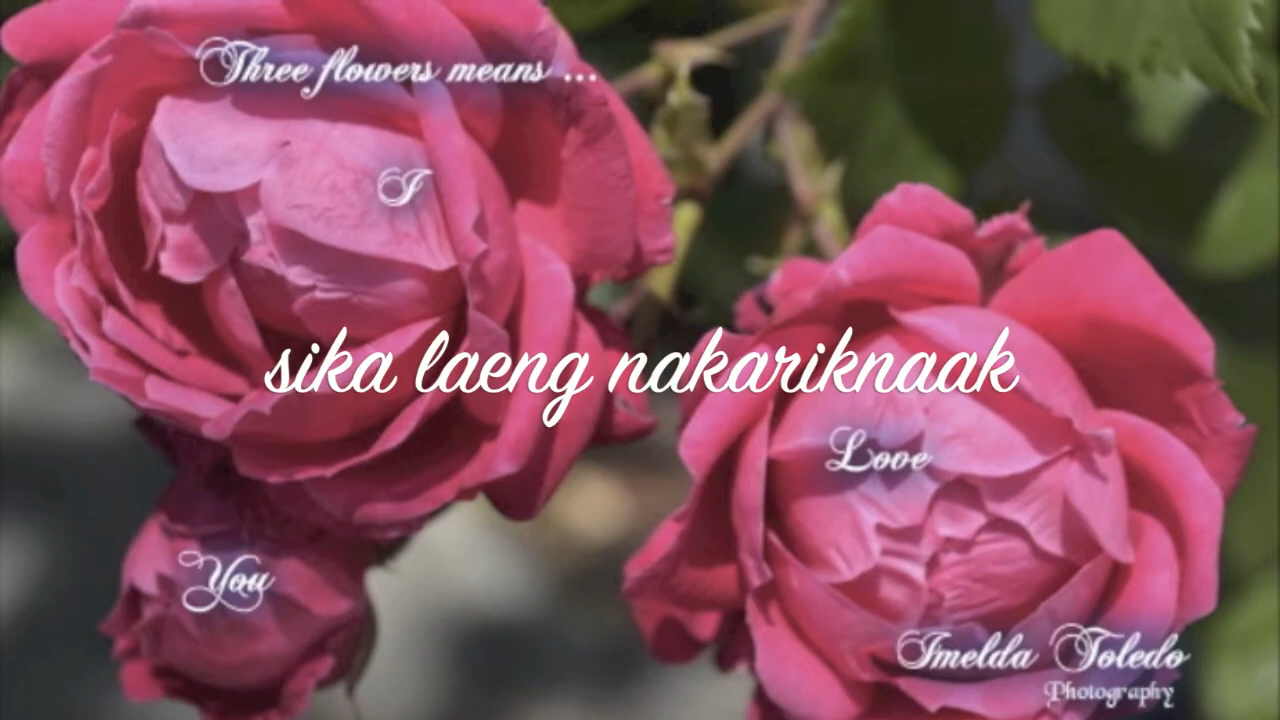 Three flowers means ...
I
sika laeng nakariknaak
Love
You
Imelda Toledo
Photography